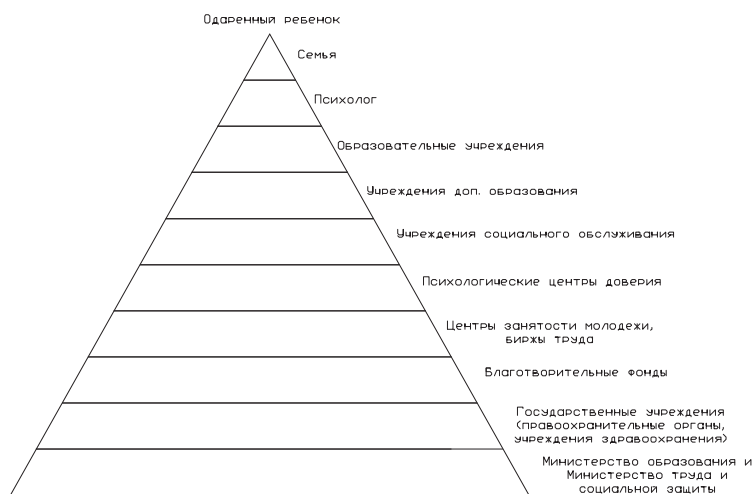 Одаренный ребенок
Семья
Психолог
Образовательные учреждения
Учреждения доп. образования
Учреждения социального обслуживания
Психологические центры доверия
Центры занятости молодежи,
биржы труда
Благотворительные фонды
Государственные учреждения
(правоохранительные органы,
учреждения здравоохранения)
Министерство образования и
Министерство труда и
социальной защиты